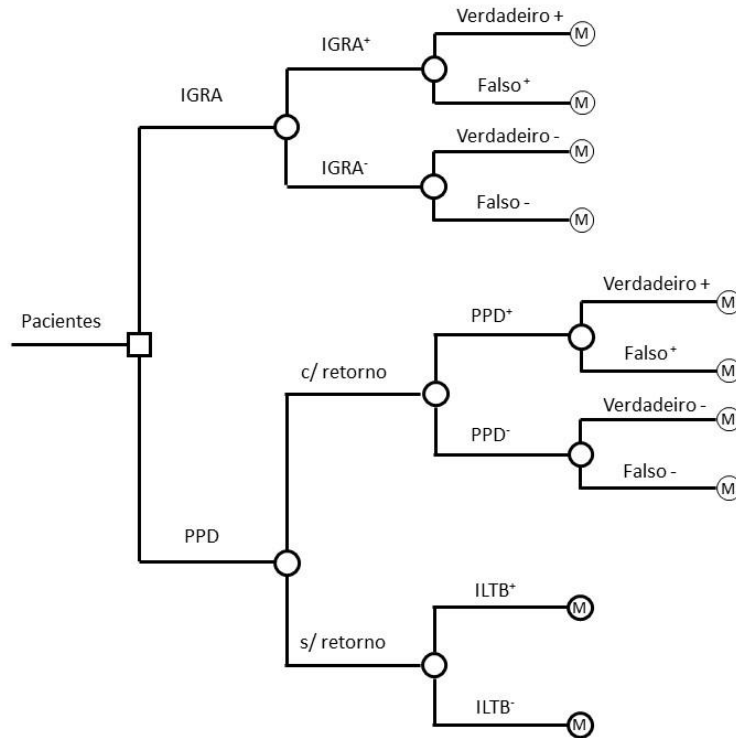 Verdadeiro +
M
IGRA⁺
Falso⁺
M
IGRA
Verdadeiro -
M
IGRA⁻
Falso -
M
Pacientes
Verdadeiro +
M
PPD⁺
Falso⁺
M
c/ retorno
Verdadeiro -
M
PPD⁻
Falso -
M
PPD
ILTB⁺
M
s/ retorno
ILTB⁻
M